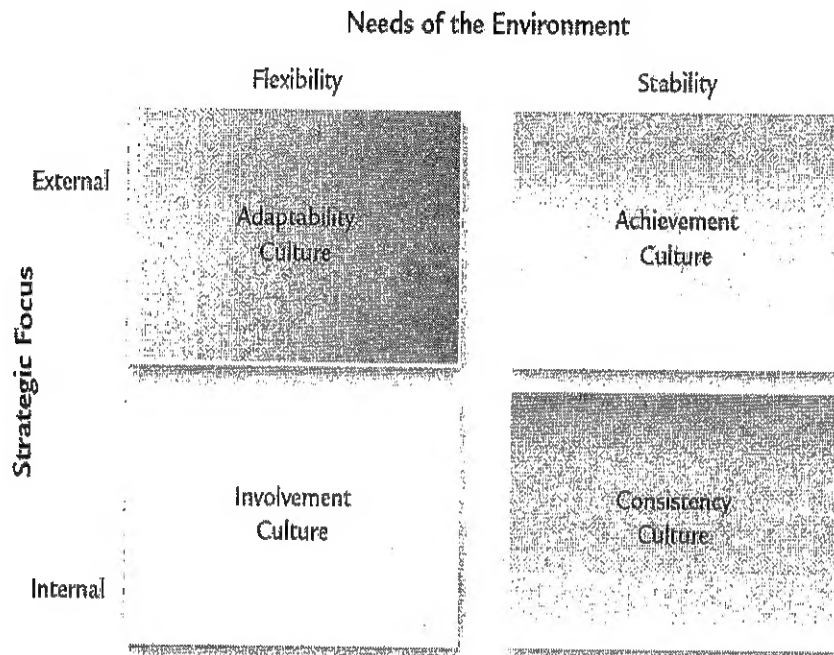 Needs of the Environment
Flexibility
Stability
External
Adaptability
Culture
Achievement
Culture
Strategic Focus
Involvement
Culture
Consistency
Culture
Internal